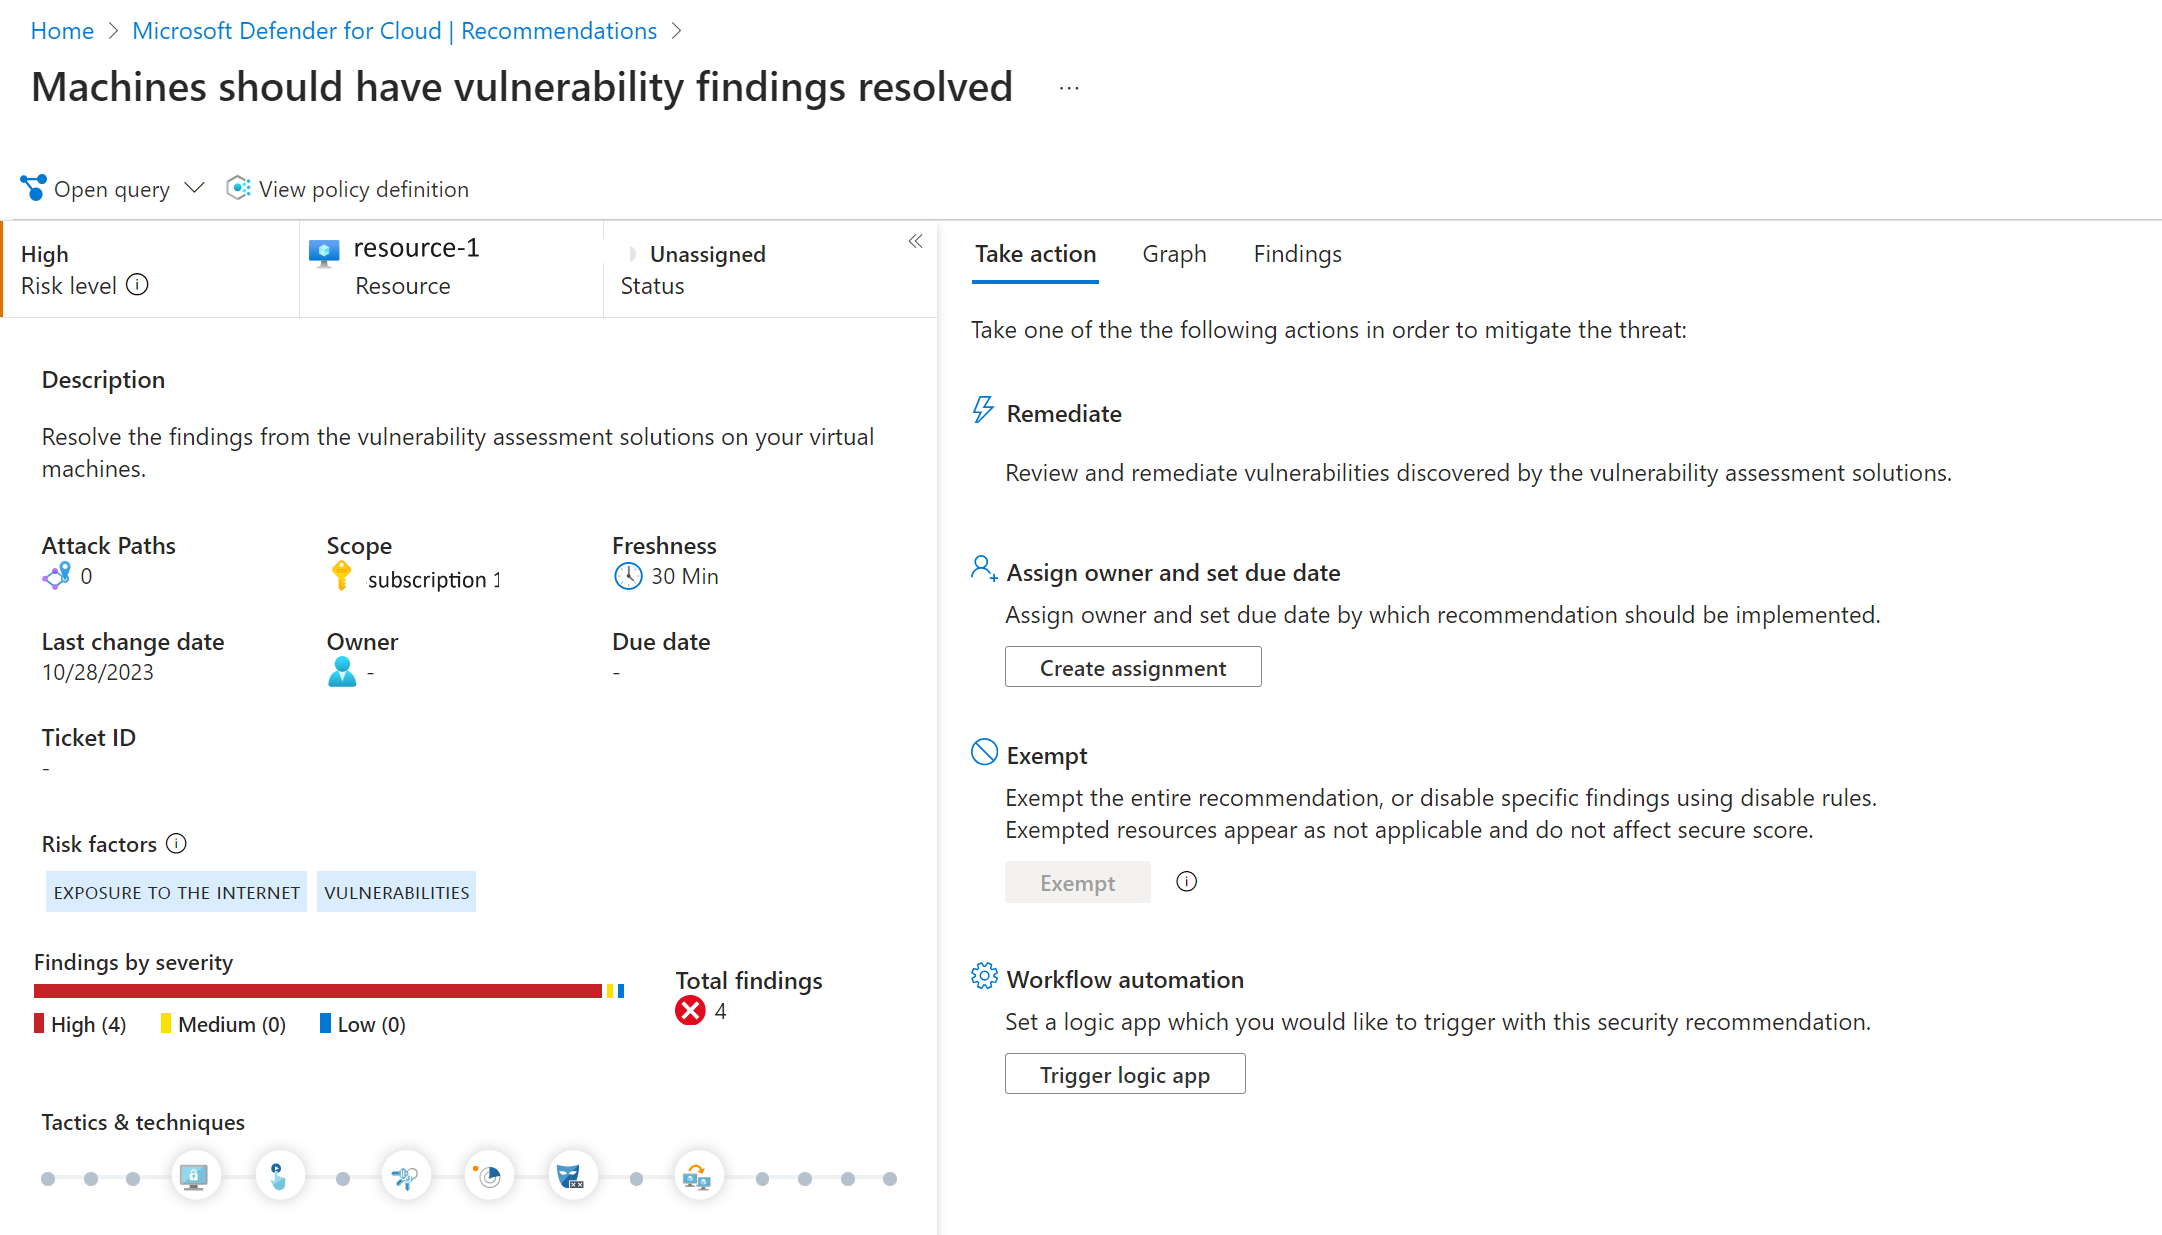 Home > Microsoft Defender for Cloud | Recommendations >
Machines should have vulnerability findings resolved ...
Open query
View policy definition
High
Risk level
resource-1
Resource
Unassigned
Status
Description
Resolve the findings from the vulnerability assessment solutions on your virtual
machines.
Attack Paths
0
Scope
subscription 1
Freshness
30 Min
Last change date
10/28/2023
Owner
-
Due date
-
Ticket ID
-
Risk factors
EXPOSURE TO THE INTERNET
VULNERABILITIES
Findings by severity
High (4)
Medium (0)
Low (0)
Total findings
4
Tactics & techniques
Take action
Graph
Findings
Take one of the the following actions in order to mitigate the threat:
Remediate
Review and remediate vulnerabilities discovered by the vulnerability assessment solutions.
Assign owner and set due date
Assign owner and set due date by which recommendation should be implemented.
Create assignment
Exempt
Exempt the entire recommendation, or disable specific findings using disable rules.
Exempted resources appear as not applicable and do not affect secure score.
Exempt
Workflow automation
Set a logic app which you would like to trigger with this security recommendation.
Trigger logic app